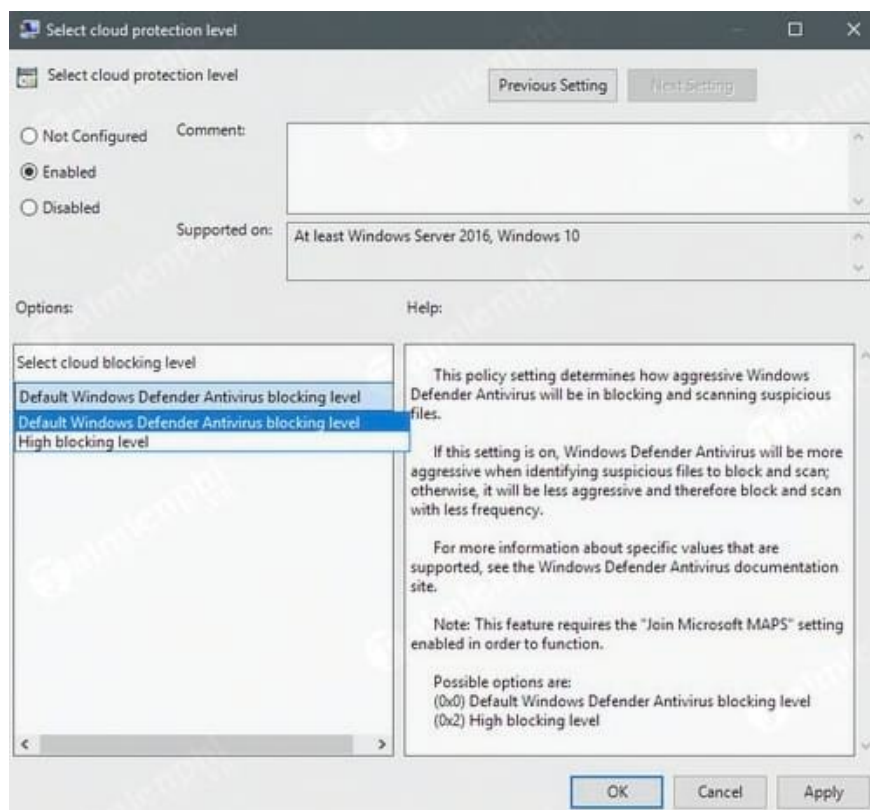 Select cloud protection level
Select cloud protection level
Previous Setting
Next Setting
Not Configured
Enabled
Disabled
Comment:
Supported on:
At least Windows Server 2016, Windows 10
Options:
Help:
Select cloud blocking level
Default Windows Defender Antivirus blocking level
Default Windows Defender Antivirus blocking level
High blocking level
This policy setting determines how aggressive Windows
Defender Antivirus will be in blocking and scanning suspicious
files.
If this setting is on, Windows Defender Antivirus will be more
aggressive when identifying suspicious files to block and scan;
otherwise, it will be less aggressive and therefore block and scan
with less frequency.
For more information about specific values that are
supported, see the Windows Defender Antivirus documentation
site.
Note: This feature requires the "Join Microsoft MAPS" setting
enabled in order to function.
Possible options are:
(0x0) Default Windows Defender Antivirus blocking level
(0x2) High blocking level
OK
Cancel
Apply